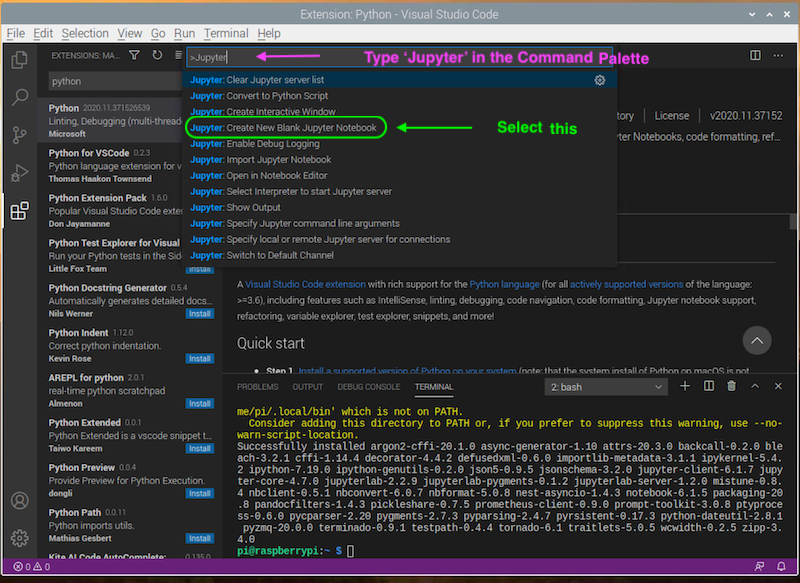 Extension: Python - Visual Studio Code
File Edit Selection View Go Run Terminal Help
EXTENSIONS: MA...
>Jupyter
Type ‘Jupyter’ in the Command Palette
python
Jupyter: Clear Jupyter server list
Jupyter: Convert to Python Script
Jupyter: Create Interactive Window
Jupyter: Create New Blank Jupyter Notebook
Select this
Jupyter: Enable Debug Logging
Jupyter: Import Jupyter Notebook
Jupyter: Open in Notebook Editor
Jupyter: Select Interpreter to start Jupyter server
Jupyter: Show Output
Jupyter: Specify Jupyter command line arguments
Jupyter: Specify local or remote Jupyter server for connections
Jupyter: Switch to Default Channel
Python 2020.11.371526539
Linting, Debugging (multi-thread
Microsoft
Python for VSCode 0.2.3
Python language extension for v
Thomas Haakon Townsend
Python Extension Pack 1.6.0
Popular Visual Studio Code exten
Don Jayamanne
Python Test Explorer for Visual
Run your Python tests in the Side
Little Fox Team
Install
Python Docstring Generator 0.5.4
Automatically generates detailed docs...
Nils Werner
Install
Python Indent 1.12.0
Correct python indentation.
Kevin Rose
Install
AREPL for python 2.0.1
real-time python scratchpad
Almenon
Install
Python Extended 0.0.1
Python Extended is a vscode snippet t...
Taiwo Kareem
Install
Python Preview 0.0.4
Provide Preview for Python Execution.
dongli
Install
Python Path 0.0.11
Python imports utils.
Mathias Gesbert
Install
Kite AI Code AutoComplete: 0.135.0
tory License v2020.11.37152
yter Notebooks, code formatting, ref...
A Visual Studio Code extension with rich support for the Python language (for all actively supported versions of the language:
>=3.6), including features such as IntelliSense, linting, debugging, code navigation, code formatting, Jupyter notebook support,
refactoring, variable explorer, test explorer, snippets, and more!
Quick start
Step 1. Install a supported version of Python on your system (note: that the system install of Python on macOS is not
PROBLEMS OUTPUT DEBUG CONSOLE TERMINAL 2: bash
me/pi/.local/bin' which is not on PATH.
Consider adding this directory to PATH or, if you prefer to suppress this warning, use --no-
warn-script-location.
Successfully installed argon2-cffi-20.1.0 async-generator-1.10 attrs-20.3.0 backcall-0.2.0 ble
ach-3.2.1 cffi-1.14.4 decorator-4.4.2 defusedxml-0.6.0 importlib-metadata-3.1.1 ipykernel-5.4.
2 ipython-7.19.0 ipython-genutils-0.2.0 json5-0.9.5 jsonschema-3.2.0 jupyter-client-6.1.7 jupy
ter-core-4.7.0 jupyterlab-2.2.9 jupyterlab-pygments-0.1.2 jupyterlab-server-1.2.0 mistune-0.8.
4 nbclient-0.5.1 nbconvert-6.0.7 nbformat-5.0.8 nest-asyncio-1.4.3 notebook-6.1.5 packaging-20
.8 pandocfilters-1.4.3 pickleshare-0.7.5 prometheus-client-0.9.0 prompt-toolkit-3.0.8 ptyproce
ss-0.6.0 pycparser-2.20 pygments-2.7.3 pyparsing-2.4.7 pyrsistent-0.17.3 python-dateutil-2.8.1
pyzmq-20.0.0 terminado-0.9.1 testpath-0.4.4 tornado-6.1 traitlets-5.0.5 wcwidth-0.2.5 zipp-3.
4.0
pi@raspberrypi:~ $
0 0